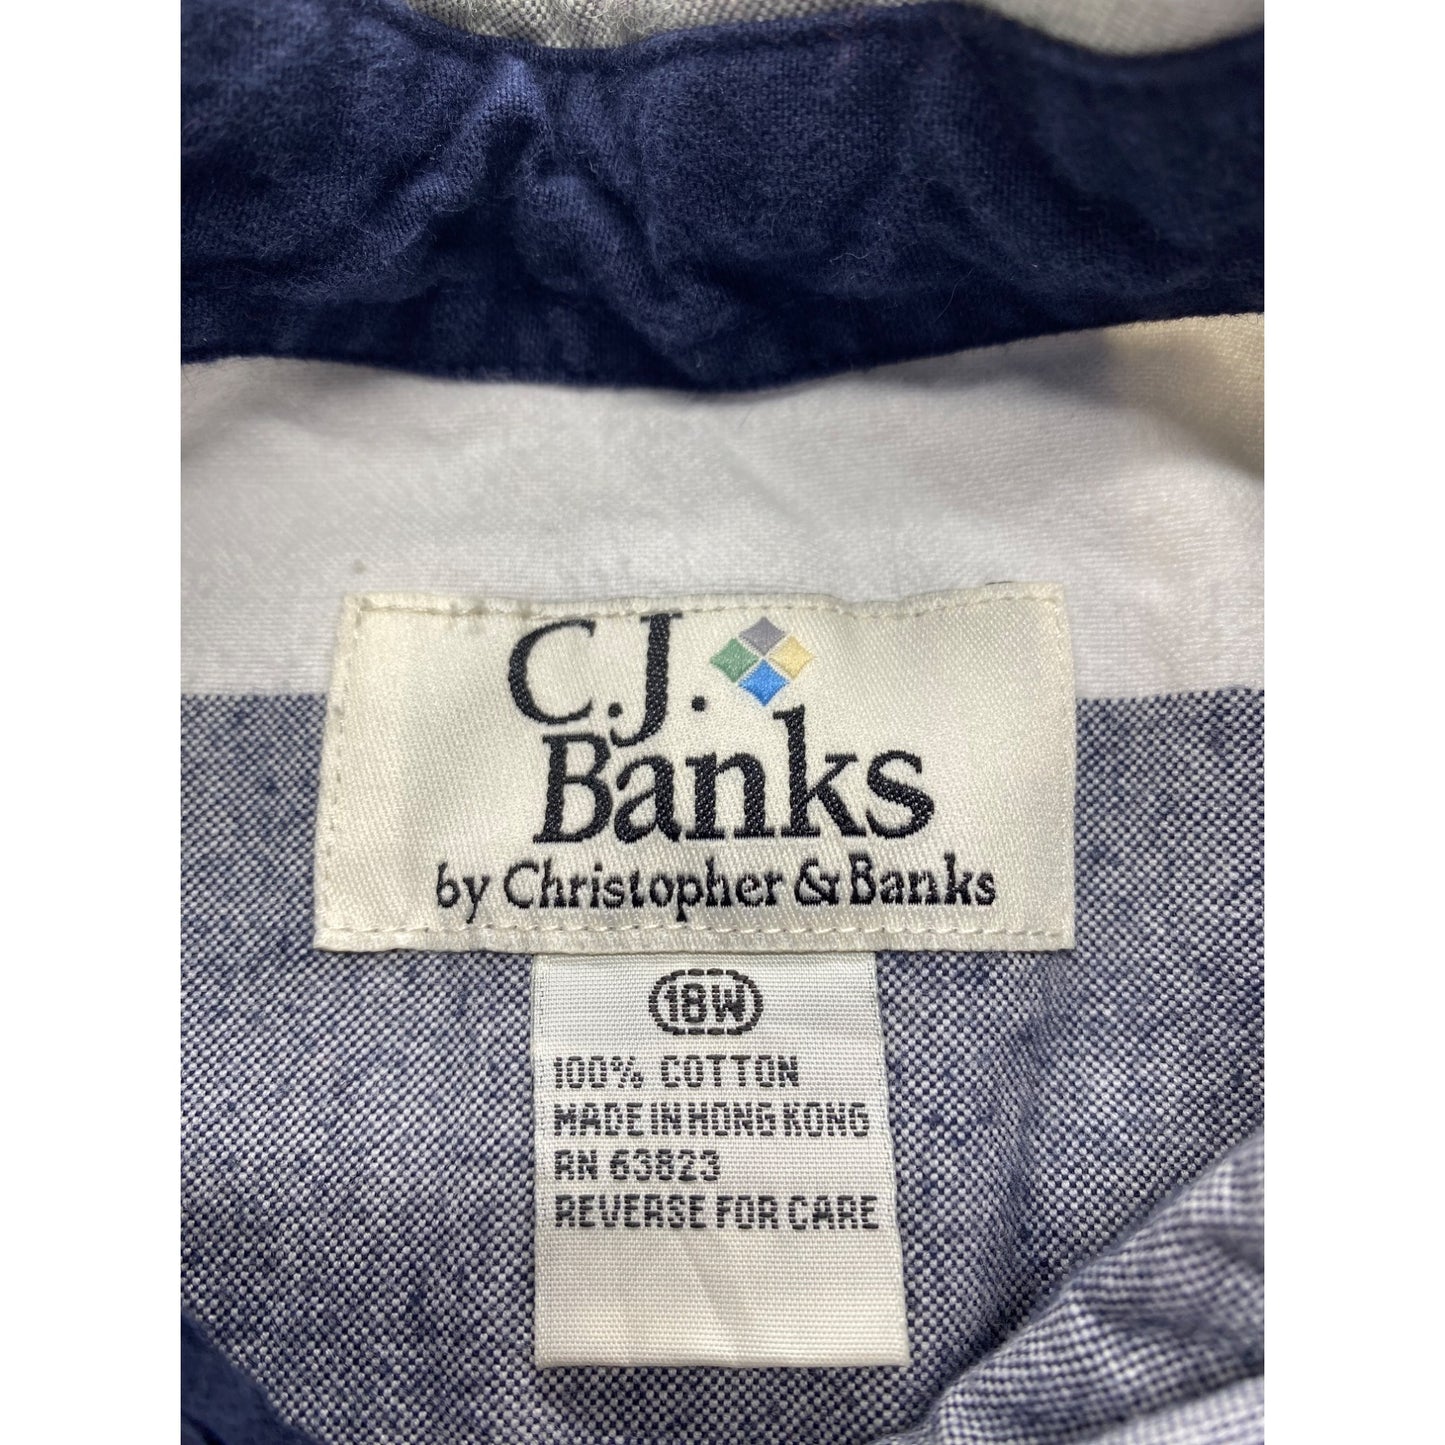 C.J.
Banks
by Christopher & Banks
18W
100% COTTON
MADE IN HONG KONG
RN 63823
REVERSE FOR CARE